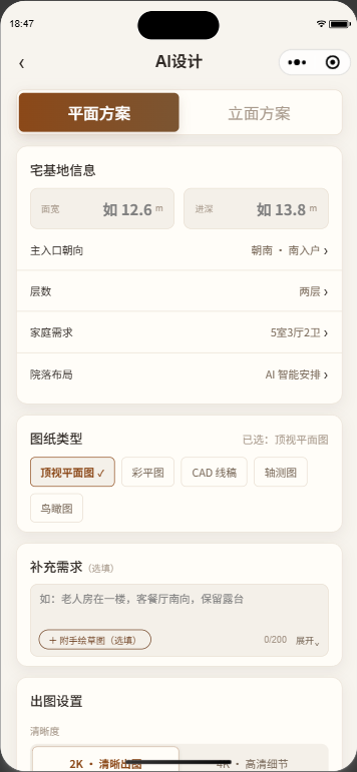 18:47
AI设计
平面方案 立面方案
宅基地信息
面宽 如 12.6 m 进深 如 13.8 m
主入口朝向 朝南 · 南入户 ›
层数 两层 ›
家庭需求 5室3厅2卫 ›
院落布局 AI 智能安排 ›
图纸类型 已选：顶视平面图
顶视平面图 ✓ 彩平图 CAD 线稿 轴测图
鸟瞰图
补充需求（选填）
如：老人房在一楼，客餐厅南向，保留露台
＋ 附手绘草图（选填） 0/200 展开
出图设置
清晰度
2K · 清晰出图 4K · 高清细节